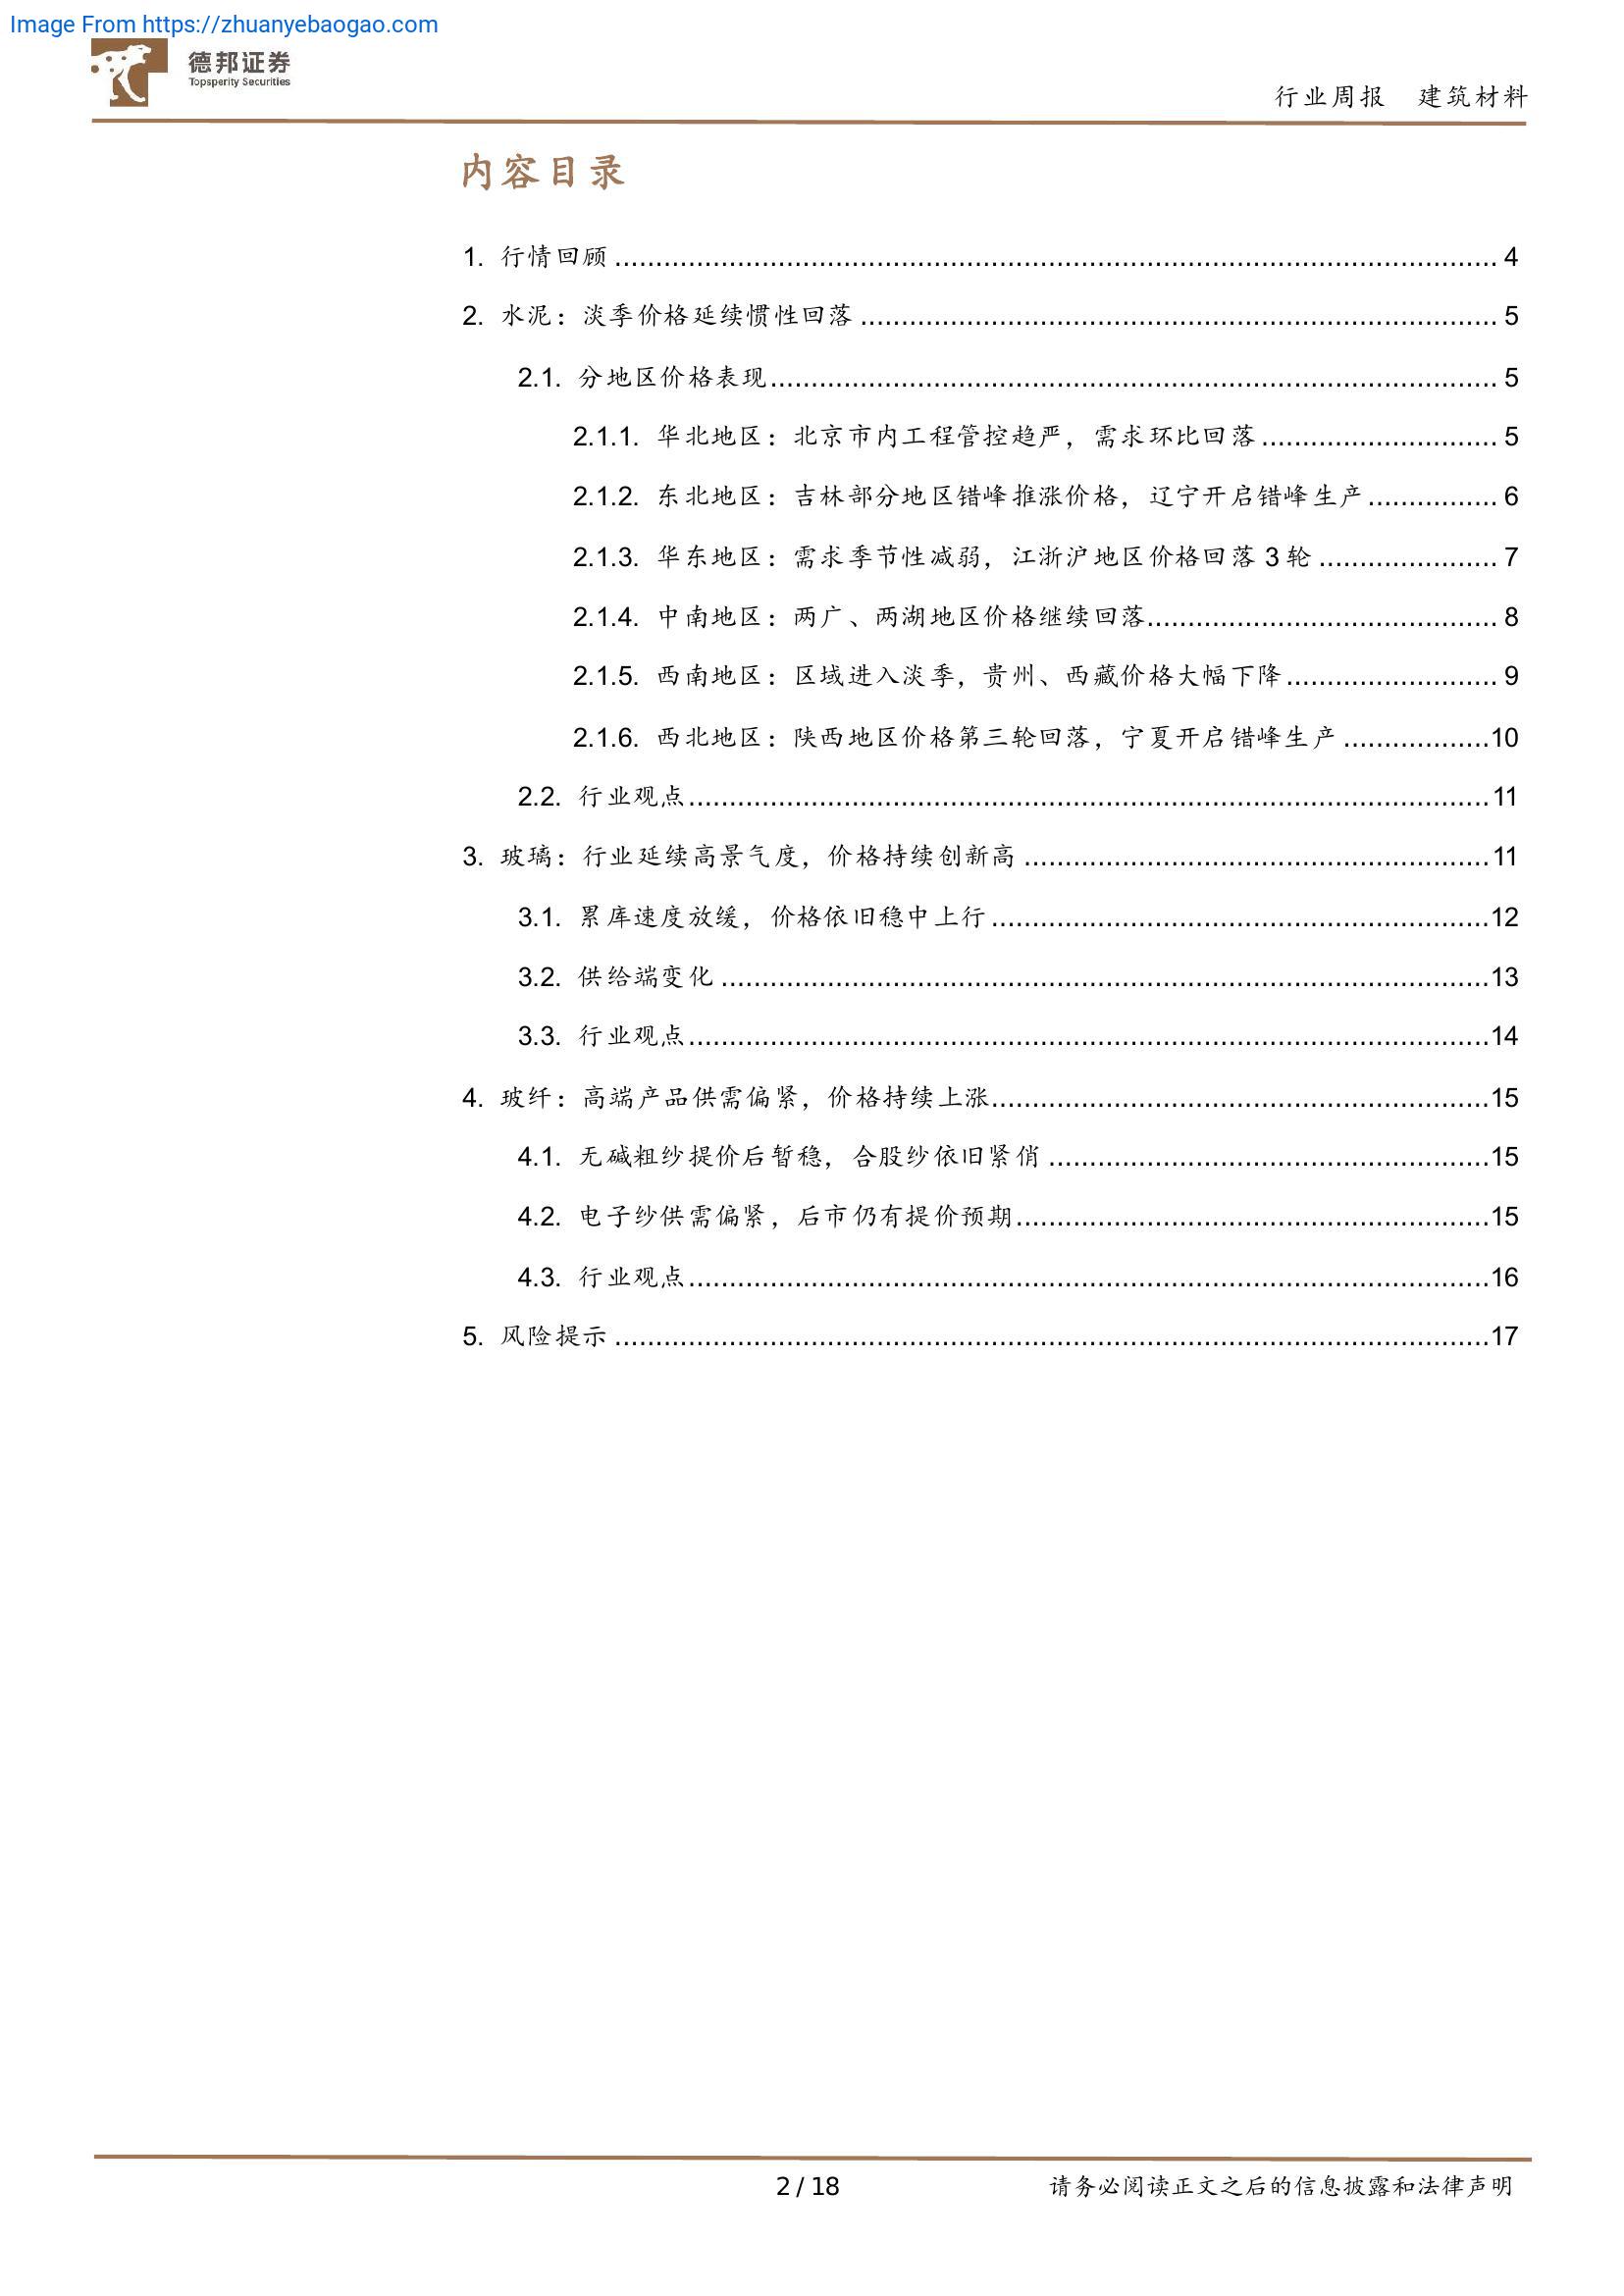 Image From https://zhuanyebaogao.com
德邦证券
Topsperity Securities
行业周报 建筑材料
内容目录
1. 行情回顾 ........ 4
2. 水泥：淡季价格延续惯性回落 ........ 5
2.1. 分地区价格表现 ........ 5
2.1.1. 华北地区：北京市内工程管控趋严，需求环比回落 ........ 5
2.1.2. 东北地区：吉林部分地区错峰推涨价格，辽宁开启错峰生产 ........ 6
2.1.3. 华东地区：需求季节性减弱，江浙沪地区价格回落 3 轮 ........ 7
2.1.4. 中南地区：两广、两湖地区价格继续回落 ........ 8
2.1.5. 西南地区：区域进入淡季，贵州、西藏价格大幅下降 ........ 9
2.1.6. 西北地区：陕西地区价格第三轮回落，宁夏开启错峰生产 ........ 10
2.2. 行业观点 ........ 11
3. 玻璃：行业延续高景气度，价格持续创新高 ........ 11
3.1. 累库速度放缓，价格依旧稳中上行 ........ 12
3.2. 供给端变化 ........ 13
3.3. 行业观点 ........ 14
4. 玻纤：高端产品供需偏紧，价格持续上涨 ........ 15
4.1. 无碱粗纱提价后暂稳，合股纱依旧紧俏 ........ 15
4.2. 电子纱供需偏紧，后市仍有提价预期 ........ 15
4.3. 行业观点 ........ 16
5. 风险提示 ........ 17
2 / 18
请务必阅读正文之后的信息披露和法律声明